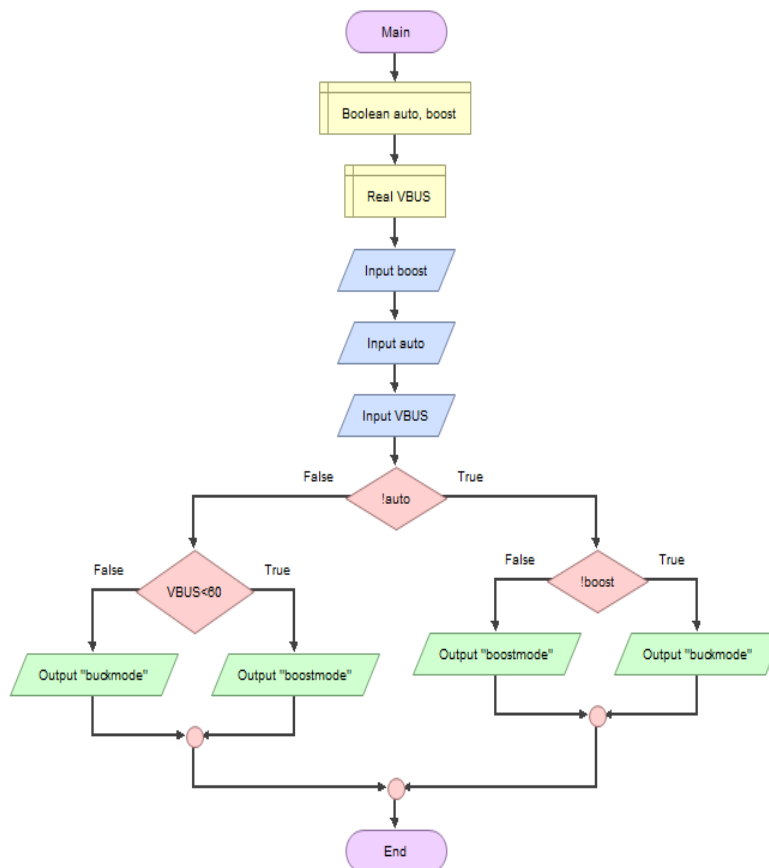 Main
Boolean auto, boost
Real VBUS
Input boost
Input auto
Input VBUS
False
True
!auto
False
True
VBUS<60
False
True
!boost
Output "buckmode"
Output "boostmode"
Output "boostmode"
Output "buckmode"
End